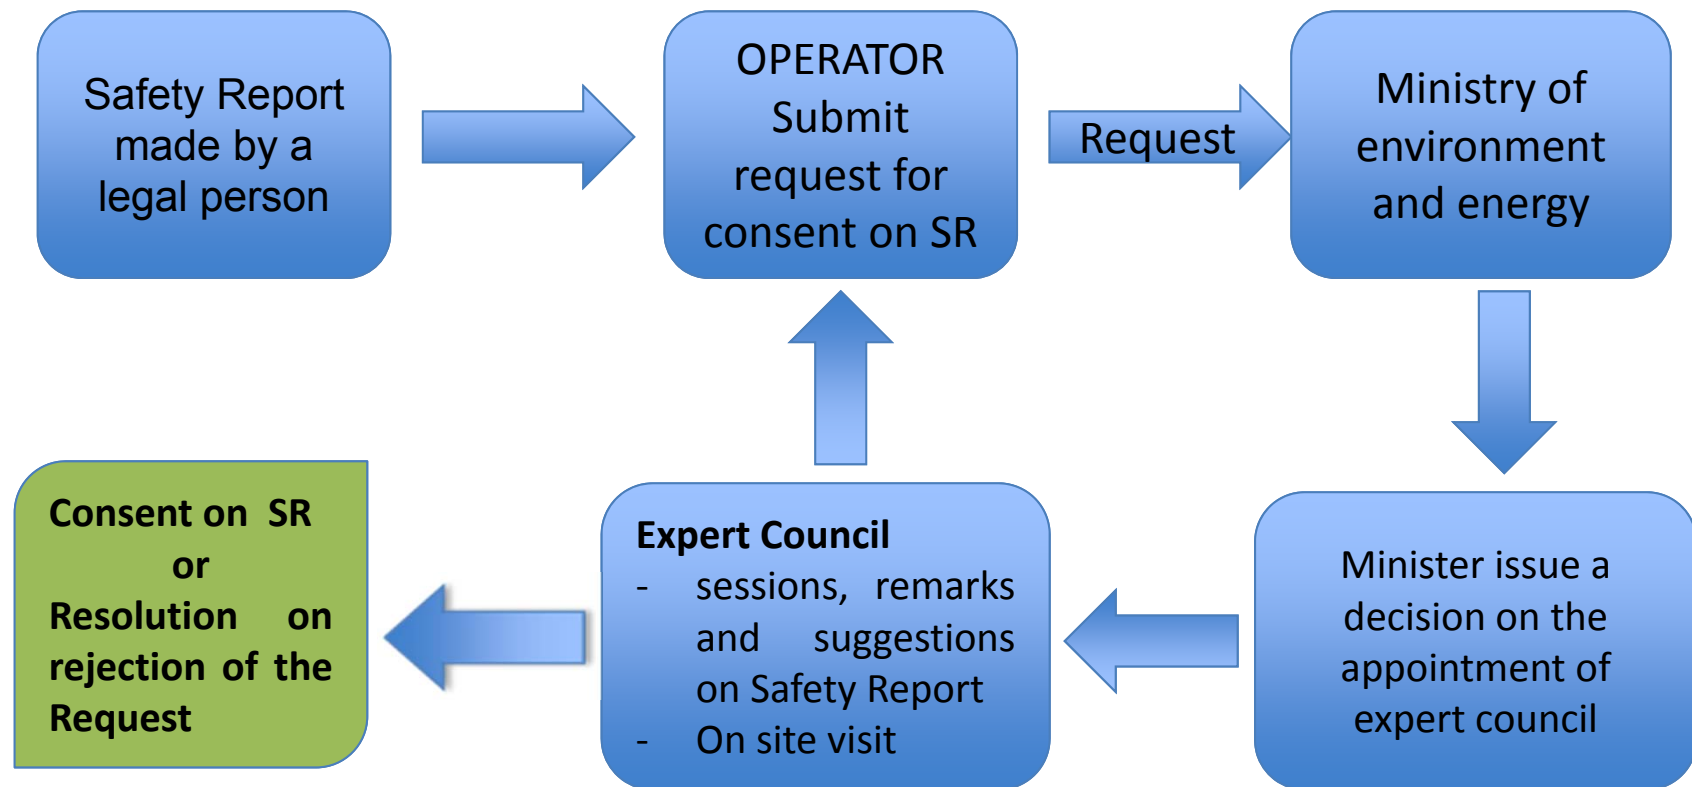 Safety Report
made by a
legal person
OPERATOR
Submit
request for
consent on SR
Request
Ministry of
environment
and energy
Consent on SR
or
Resolution on
rejection of the
Request
Expert Council
- sessions, remarks
and suggestions
on Safety Report
- On site visit
Minister issue a
decision on the
appointment of
expert council